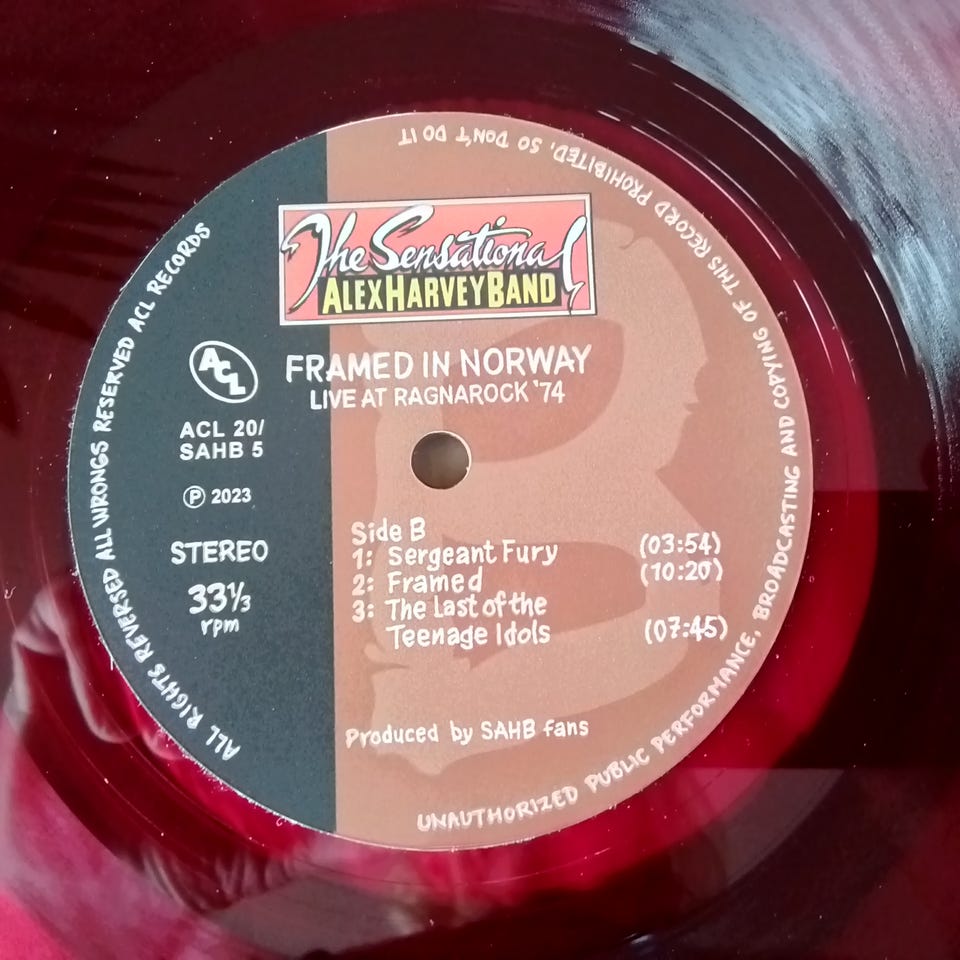 The Sensational
ALEX HARVEY BAND
FRAMED IN NORWAY
LIVE AT RAGNAROCK '74
ACL
ACL 20/
SAHB 5
Ⓟ 2023
STEREO
33⅓
rpm
Side B
1: Sergeant Fury (03:54)
2: Framed (10:20)
3: The Last of the
Teenage Idols (07:45)
Produced by SAHB fans
ALL RIGHTS REVERSED ALL WRONGS RESERVED ACL RECORDS
UNAUTHORIZED PUBLIC PERFORMANCE, BROADCASTING AND COPYING OF THIS RECORD PROHIBITED, SO DON'T DO IT